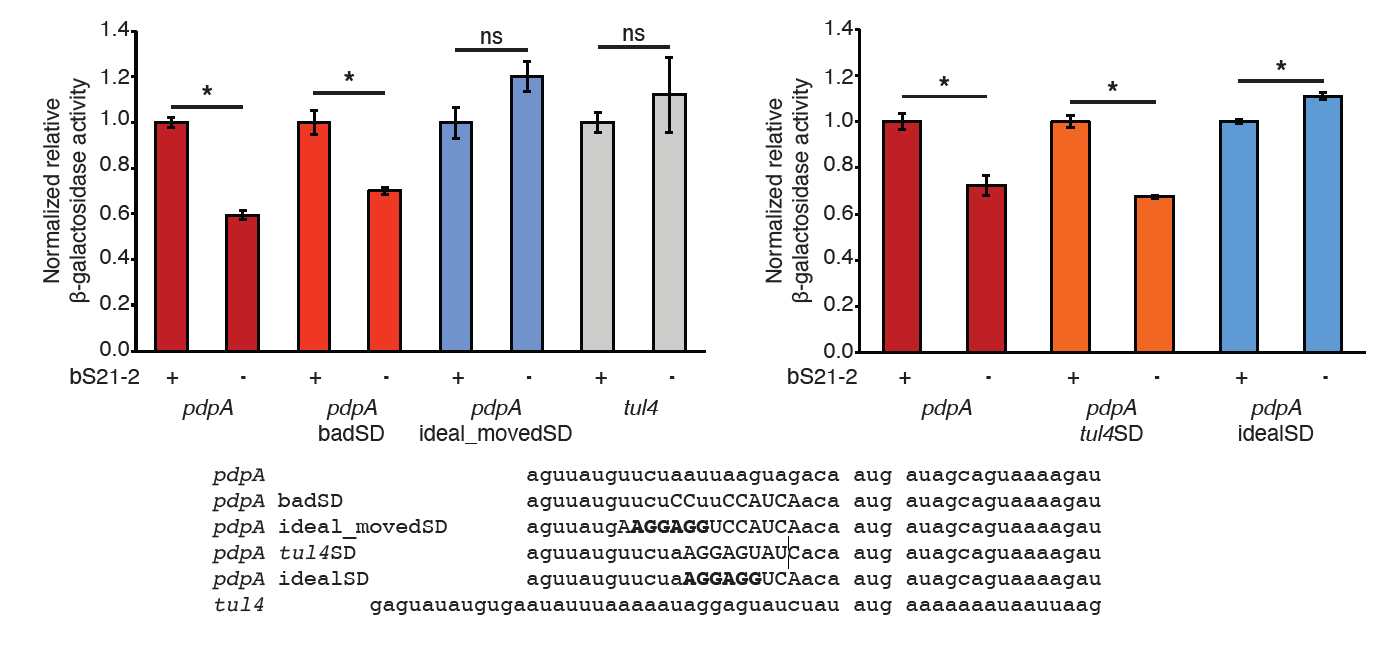 Normalized relative
β-galactosidase activity
1.4
1.2
1.0
0.8
0.6
0.4
0.2
0.0
* * ns ns
bS21-2 + - + - + - + -
pdpA pdpA pdpA tul4
badSD ideal_movedSD
Normalized relative
β-galactosidase activity
1.4
1.2
1.0
0.8
0.6
0.4
0.2
0.0
* * *
bS21-2 + - + - + -
pdpA pdpA pdpA
tul4SD idealSD
pdpA aguuauguucuaauuaaguagaca aug auagcaguaaaagau
pdpA badSD aguuauguucuCCuuCCAUCAaca aug auagcaguaaaagau
pdpA ideal_movedSD aguuaugAAGGAGGUCCAUCAaca aug auagcaguaaaagau
pdpA tul4SD aguuauguucuaAGGAGUAUCaca aug auagcaguaaaagau
pdpA idealSD aguuauguucuaAGGAGGUCAaca aug auagcaguaaaagau
tul4 gaguauaugugaauauuuaaaaauaggaguaucuau aug aaaaaauaauuaag